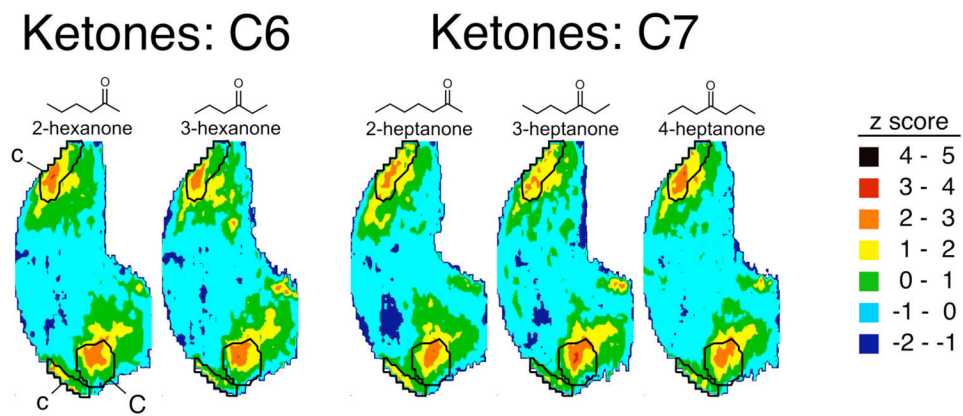 Ketones: C6
Ketones: C7
O
O
O
O
O
2-hexanone
3-hexanone
2-heptanone
3-heptanone
4-heptanone
c
c
C
z score
4 - 5
3 - 4
2 - 3
1 - 2
0 - 1
-1 - 0
-2 - -1